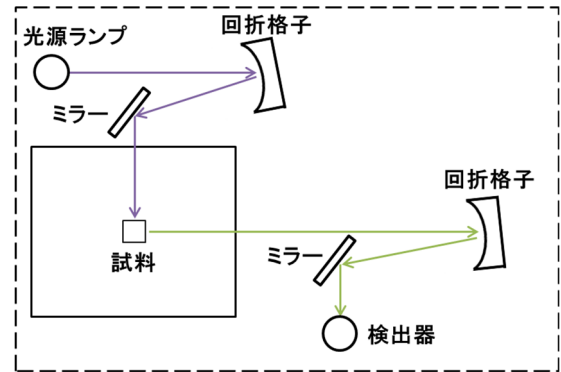 光源ランプ
回折格子
ミラー
試料
回折格子
ミラー
検出器